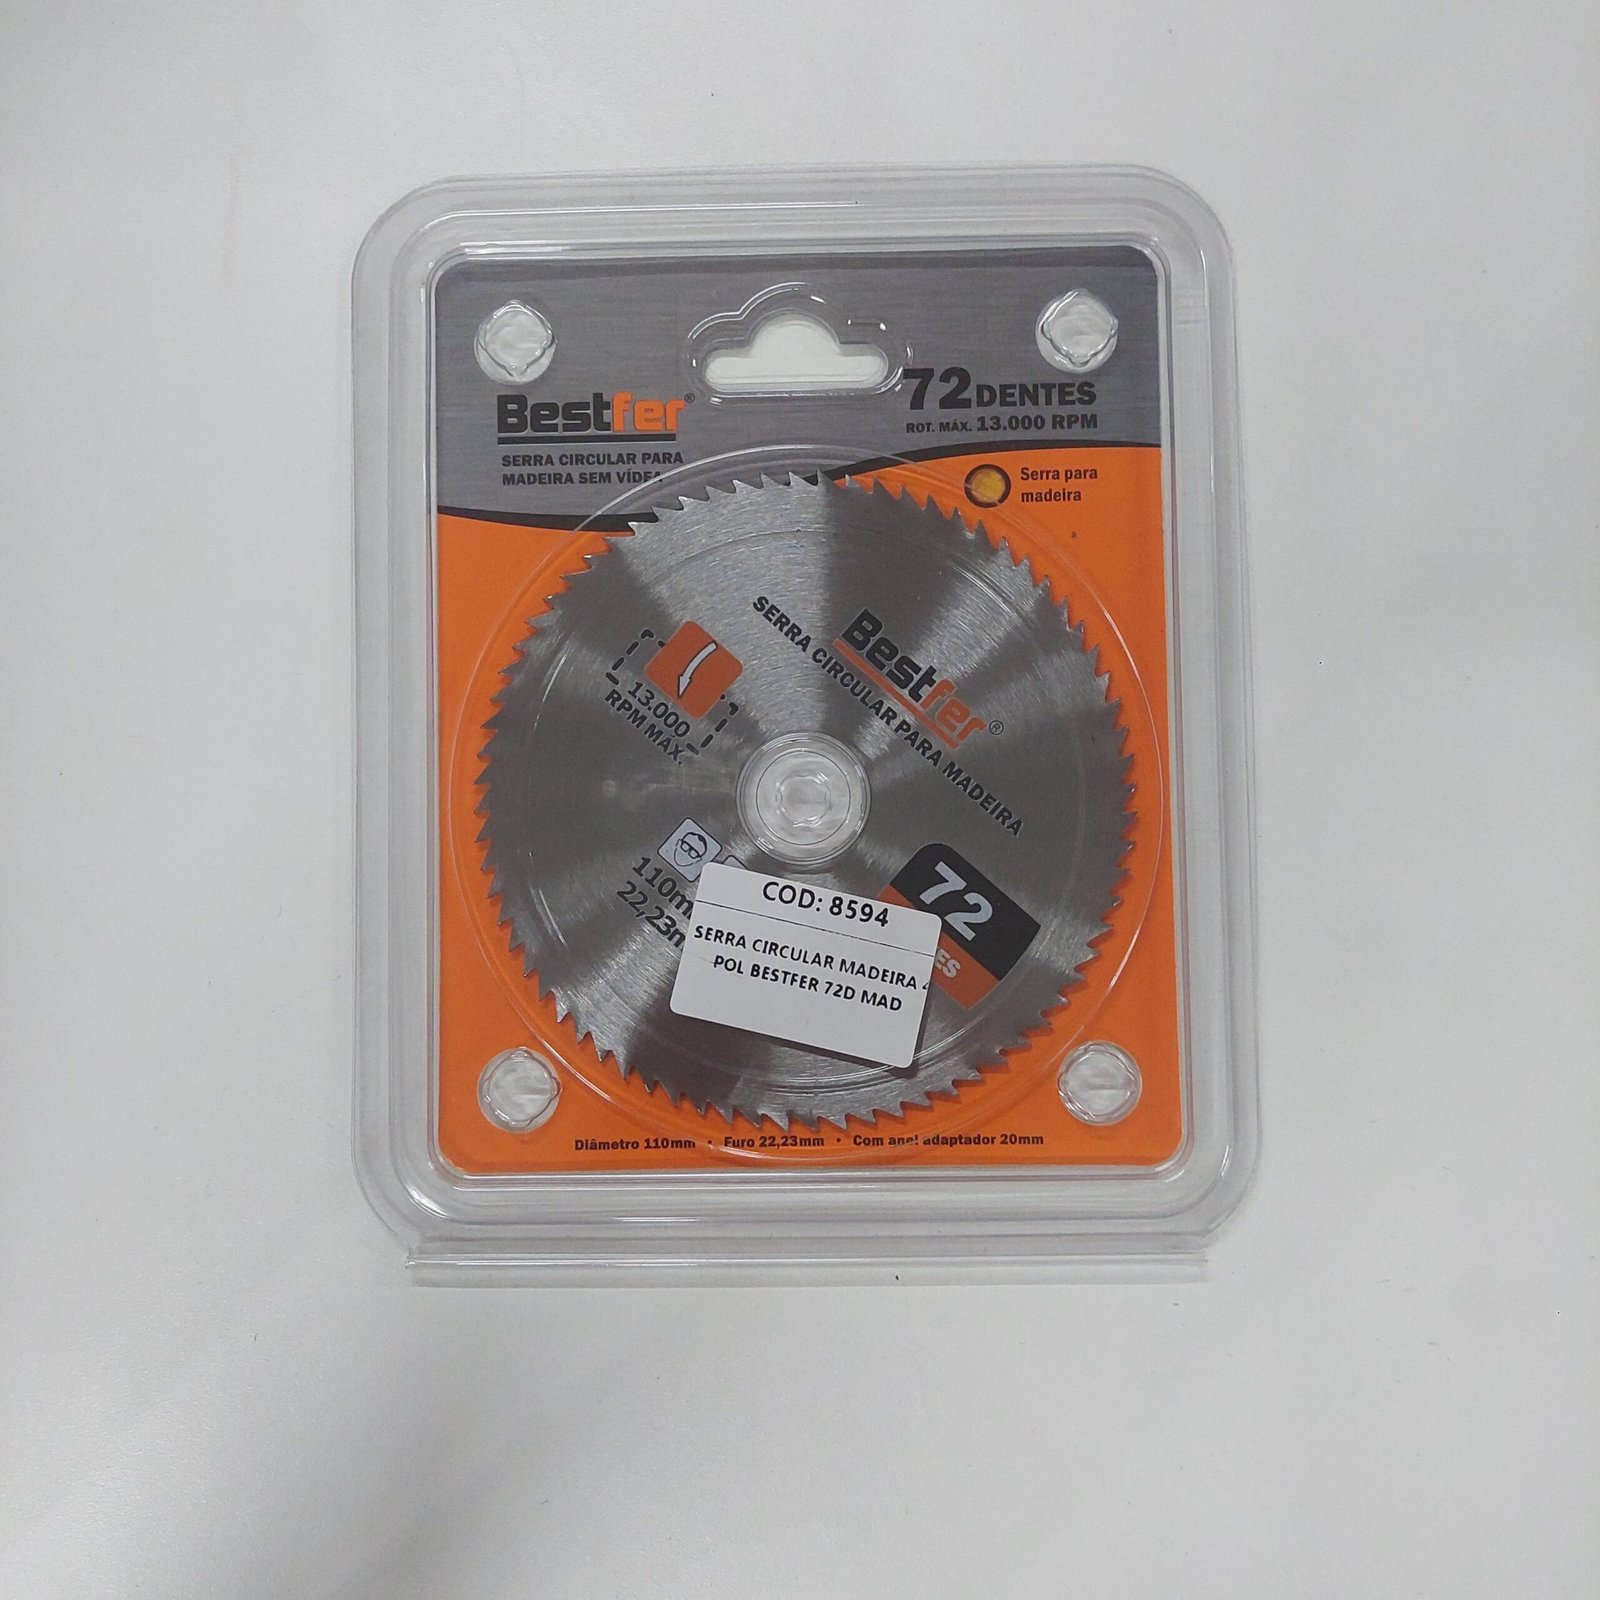 72 DENTES
ROT. MÁX. 13.000 RPM
Bestfer®
SERRA CIRCULAR PARA
MADEIRA SEM VÍDEA
Serra para
madeira
Bestfer®
SERRA CIRCULAR PARA MADEIRA
13.000
RPM MÁX.
72
110m
22,23m
COD: 8594
SERRA CIRCULAR MADEIRA 4
POL BESTFER 72D MAD
Diâmetro 110mm • Furo 22,23mm • Com anel adaptador 20mm